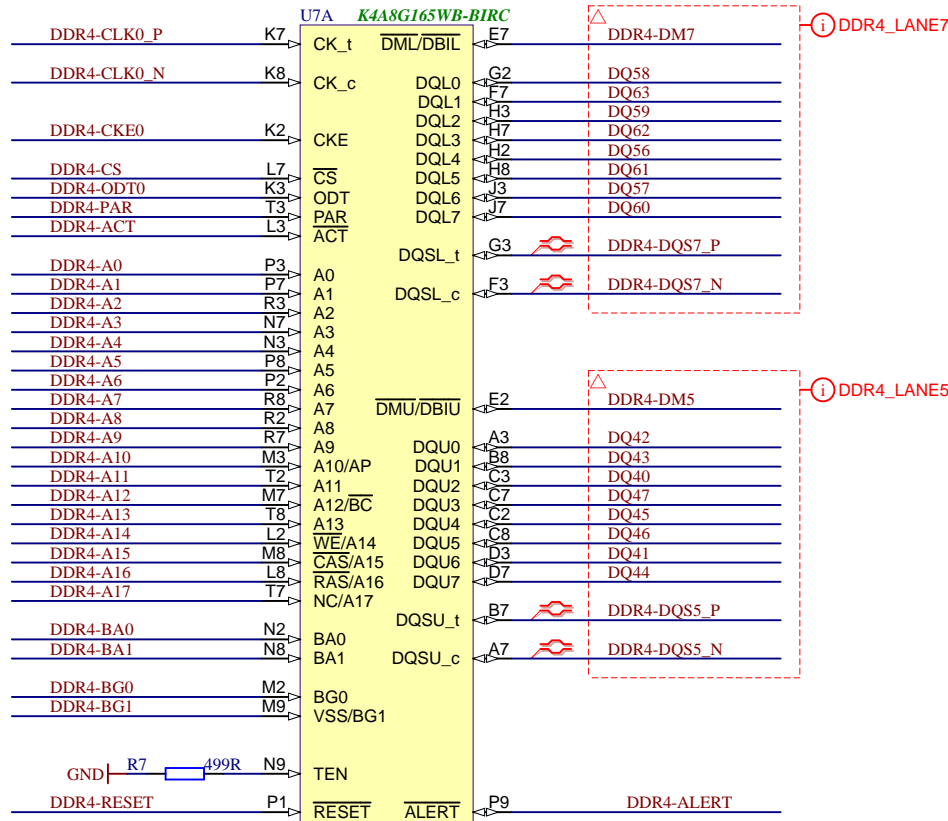 U7A K4A8G165WB-BIRC
DDR4-CLK0_P K7 CK_t DML/DBIL E7 DDR4-DM7 i DDR4_LANE7
DDR4-CLK0_N K8 CK_c DQL0 G2 DQ58
DQL1 F7 DQ63
DQL2 H3 DQ59
DDR4-CKE0 K2 CKE DQL3 H7 DQ62
DQL4 H2 DQ56
DDR4-CS L7 CS DQL5 H8 DQ61
DDR4-ODT0 K3 ODT DQL6 J3 DQ57
DDR4-PAR T3 PAR DQL7 J7 DQ60
DDR4-ACT L3 ACT
DQSL_t G3 DDR4-DQS7_P
DDR4-A0 P3 A0
DDR4-A1 P7 A1 DQSL_c F3 DDR4-DQS7_N
DDR4-A2 R3 A2
DDR4-A3 N7 A3
DDR4-A4 N3 A4
DDR4-A5 P8 A5
DDR4-A6 P2 A6 i DDR4_LANE5
DDR4-A7 R8 A7 DMU/DBIU E2 DDR4-DM5
DDR4-A8 R2 A8
DDR4-A9 R7 A9 DQU0 A3 DQ42
DDR4-A10 M3 A10/AP DQU1 B8 DQ43
DDR4-A11 T2 A11 DQU2 C3 DQ40
DDR4-A12 M7 A12/BC DQU3 C7 DQ47
DDR4-A13 T8 A13 DQU4 C2 DQ45
DDR4-A14 L2 WE/A14 DQU5 C8 DQ46
DDR4-A15 M8 CAS/A15 DQU6 D3 DQ41
DDR4-A16 L8 RAS/A16 DQU7 D7 DQ44
DDR4-A17 T7 NC/A17
DQSU_t B7 DDR4-DQS5_P
DDR4-BA0 N2 BA0
DDR4-BA1 N8 BA1 DQSU_c A7 DDR4-DQS5_N
DDR4-BG0 M2 BG0
DDR4-BG1 M9 VSS/BG1
GND R7 499R N9 TEN
DDR4-RESET P1 RESET ALERT P9 DDR4-ALERT